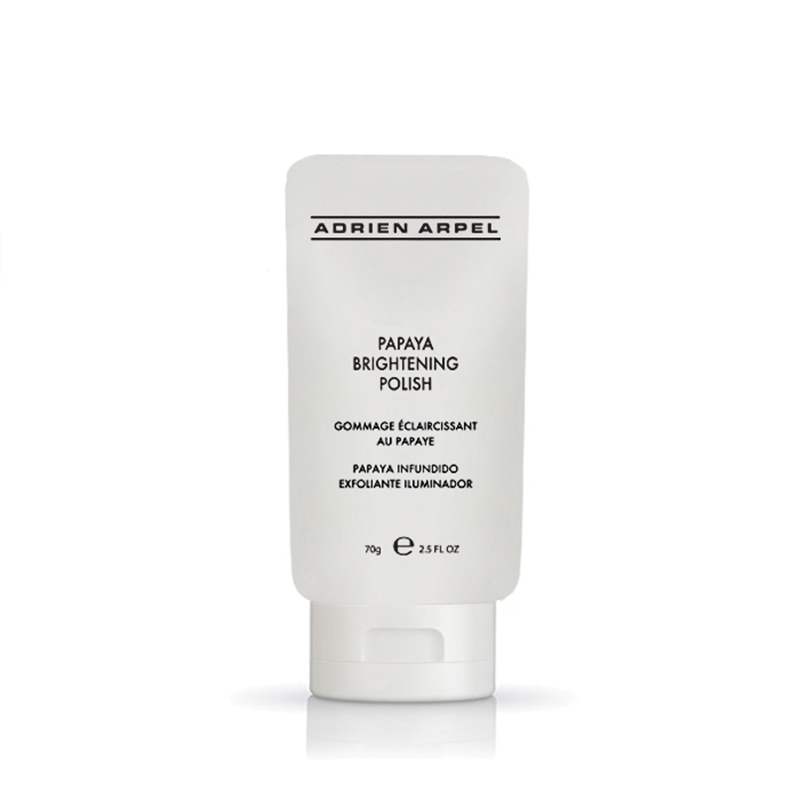 ADRIEN ARPEL
PAPAYA
BRIGHTENING
POLISH
GOMMAGE ÉCLAIRCISSANT
AU PAPAYE
PAPAYA INFUNDIDO
EXFOLIANTE ILUMINADOR
70g ℮ 2.5 FL OZ